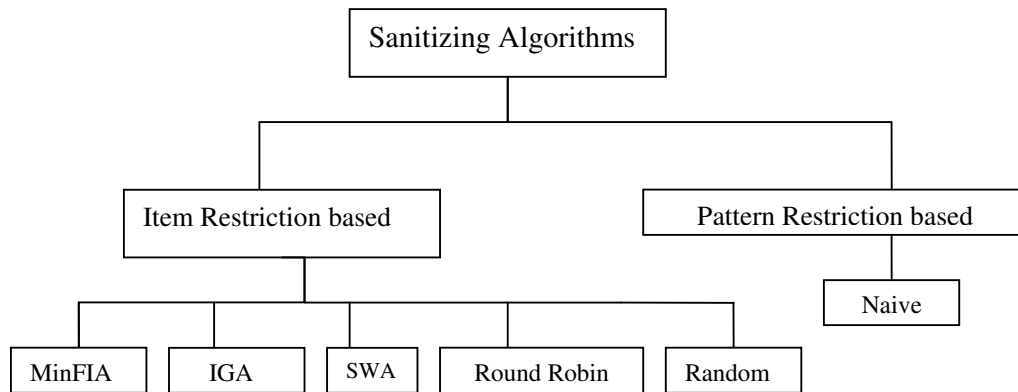 Sanitizing Algorithms
Item Restriction based
Pattern Restriction based
Naive
MinFIA
IGA
SWA
Round Robin
Random